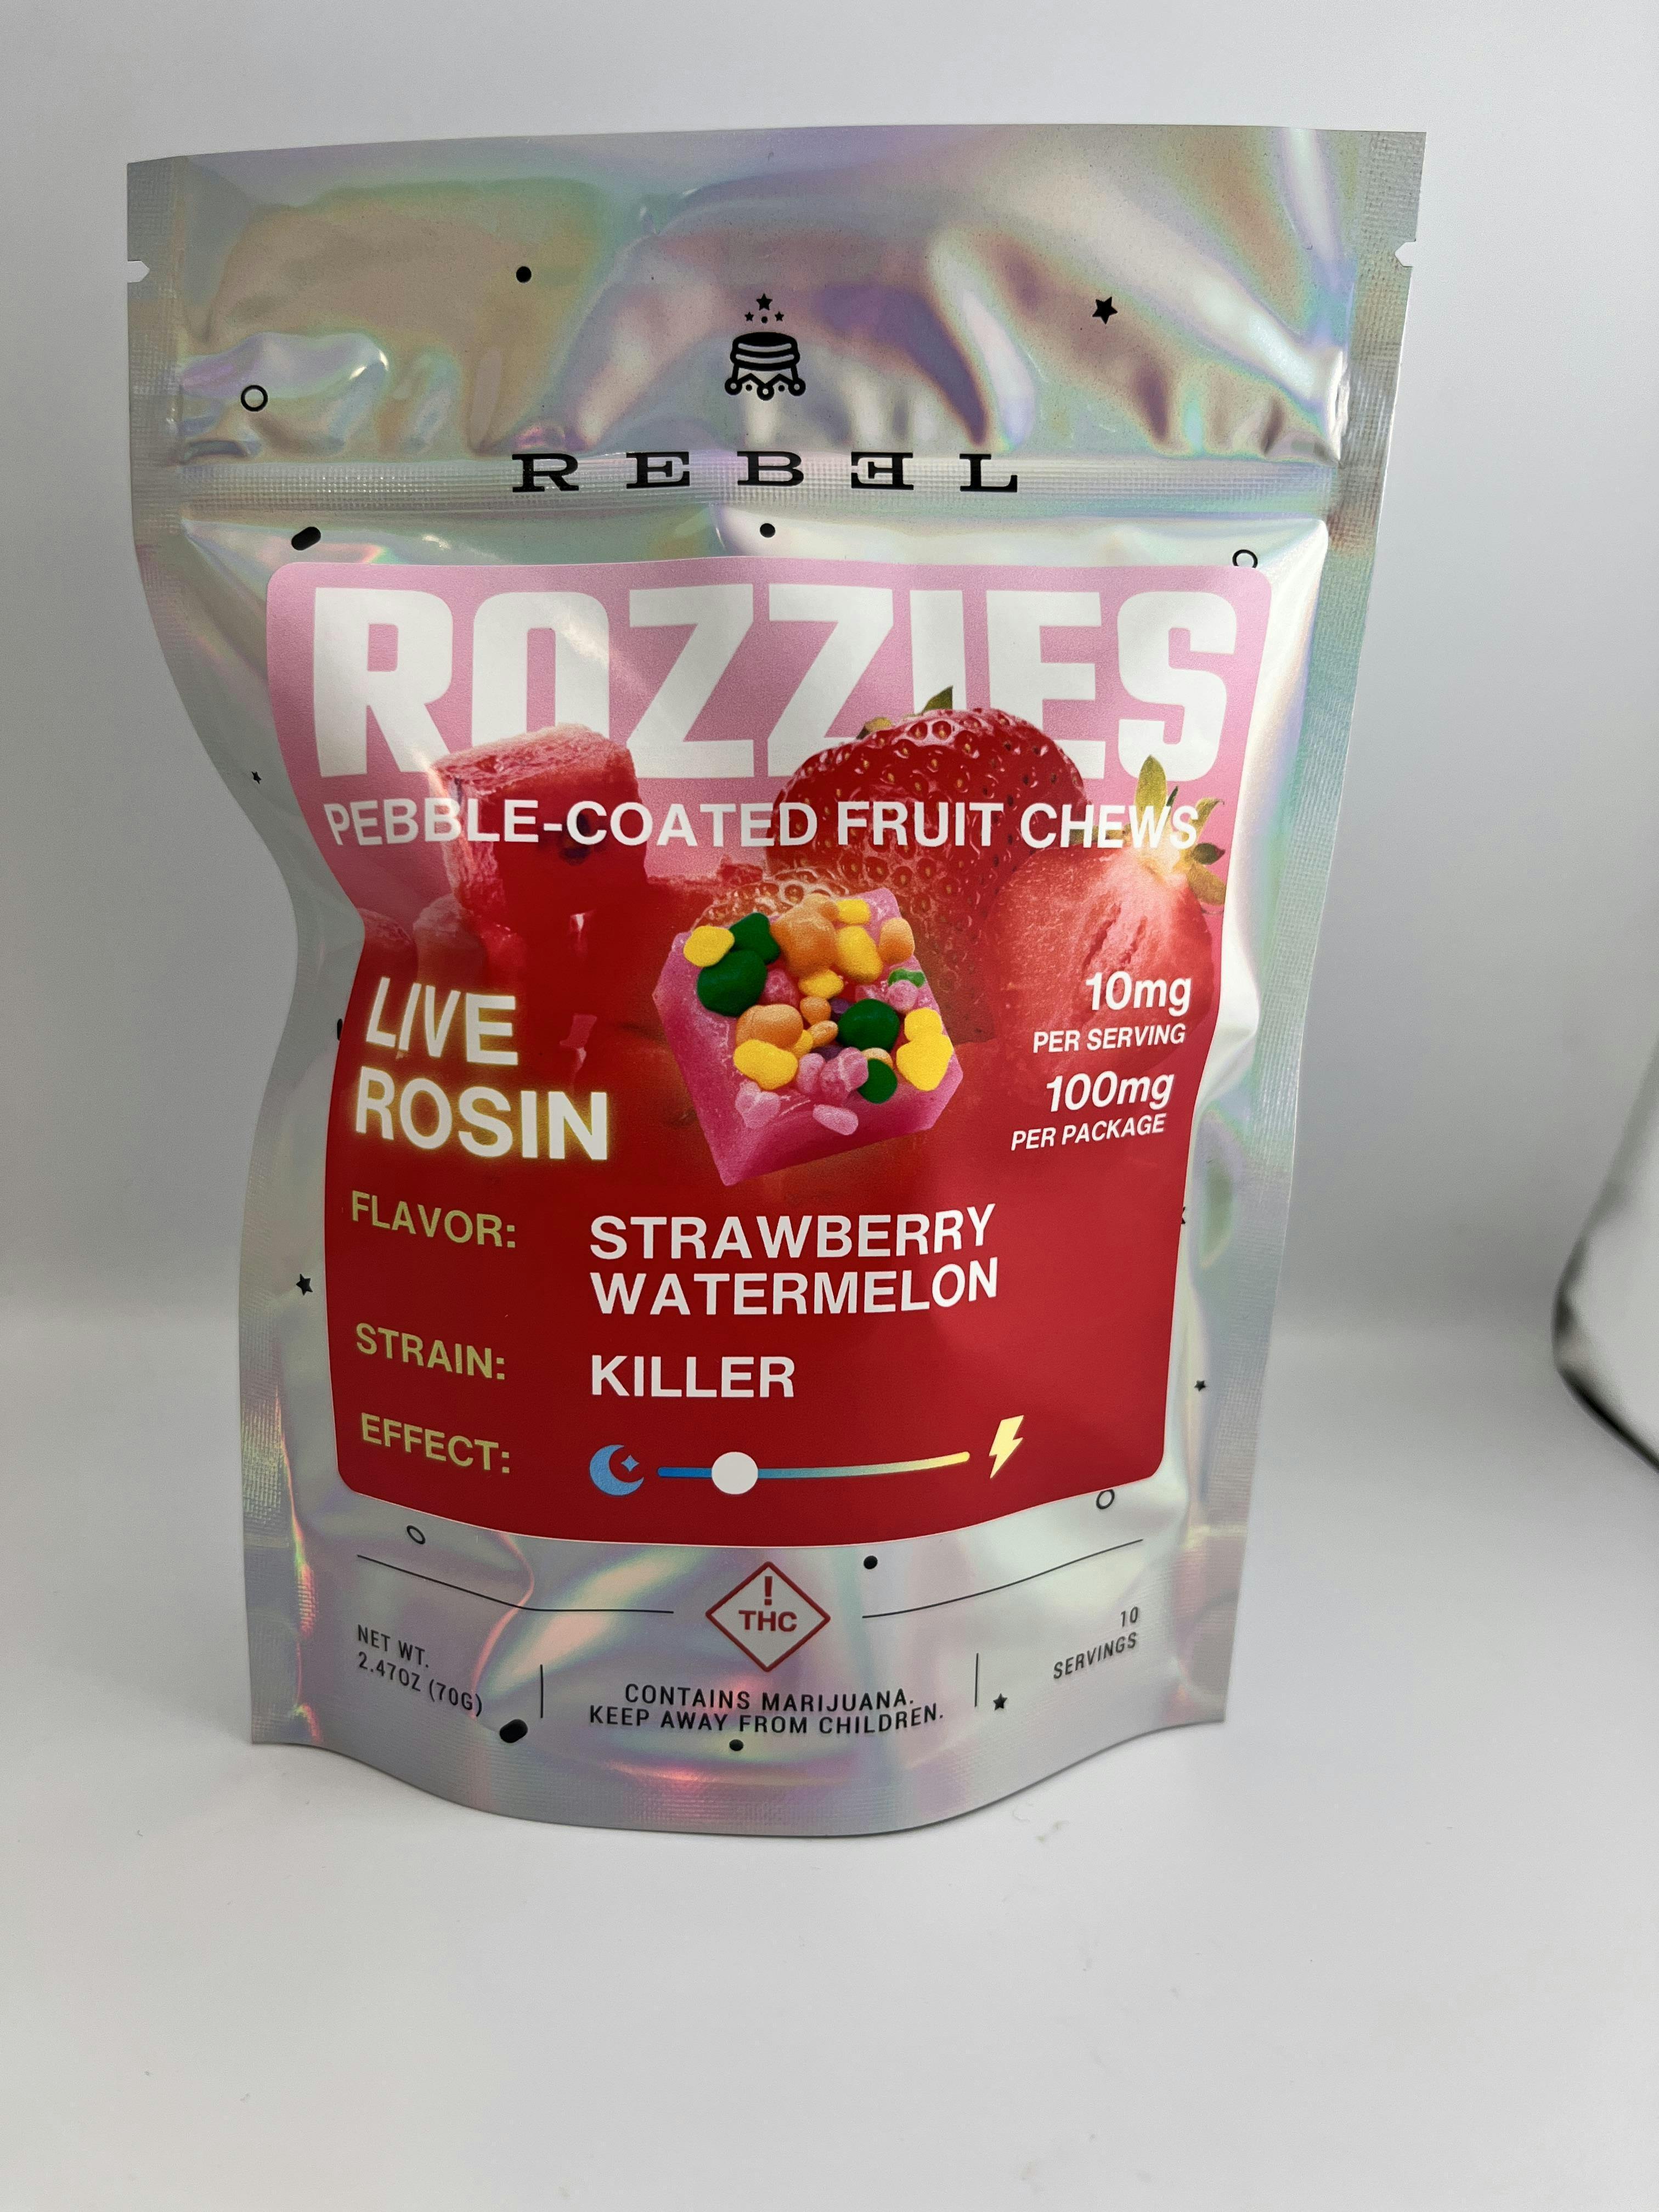 REBEL
ROZZIES
PEBBLE-COATED FRUIT CHEWS
LIVE
ROSIN
10mg
PER SERVING
100mg
PER PACKAGE
FLAVOR: STRAWBERRY
WATERMELON
STRAIN: KILLER
EFFECT:
!
THC
NET WT.
2.47OZ (70G)
CONTAINS MARIJUANA.
KEEP AWAY FROM CHILDREN.
10
SERVINGS